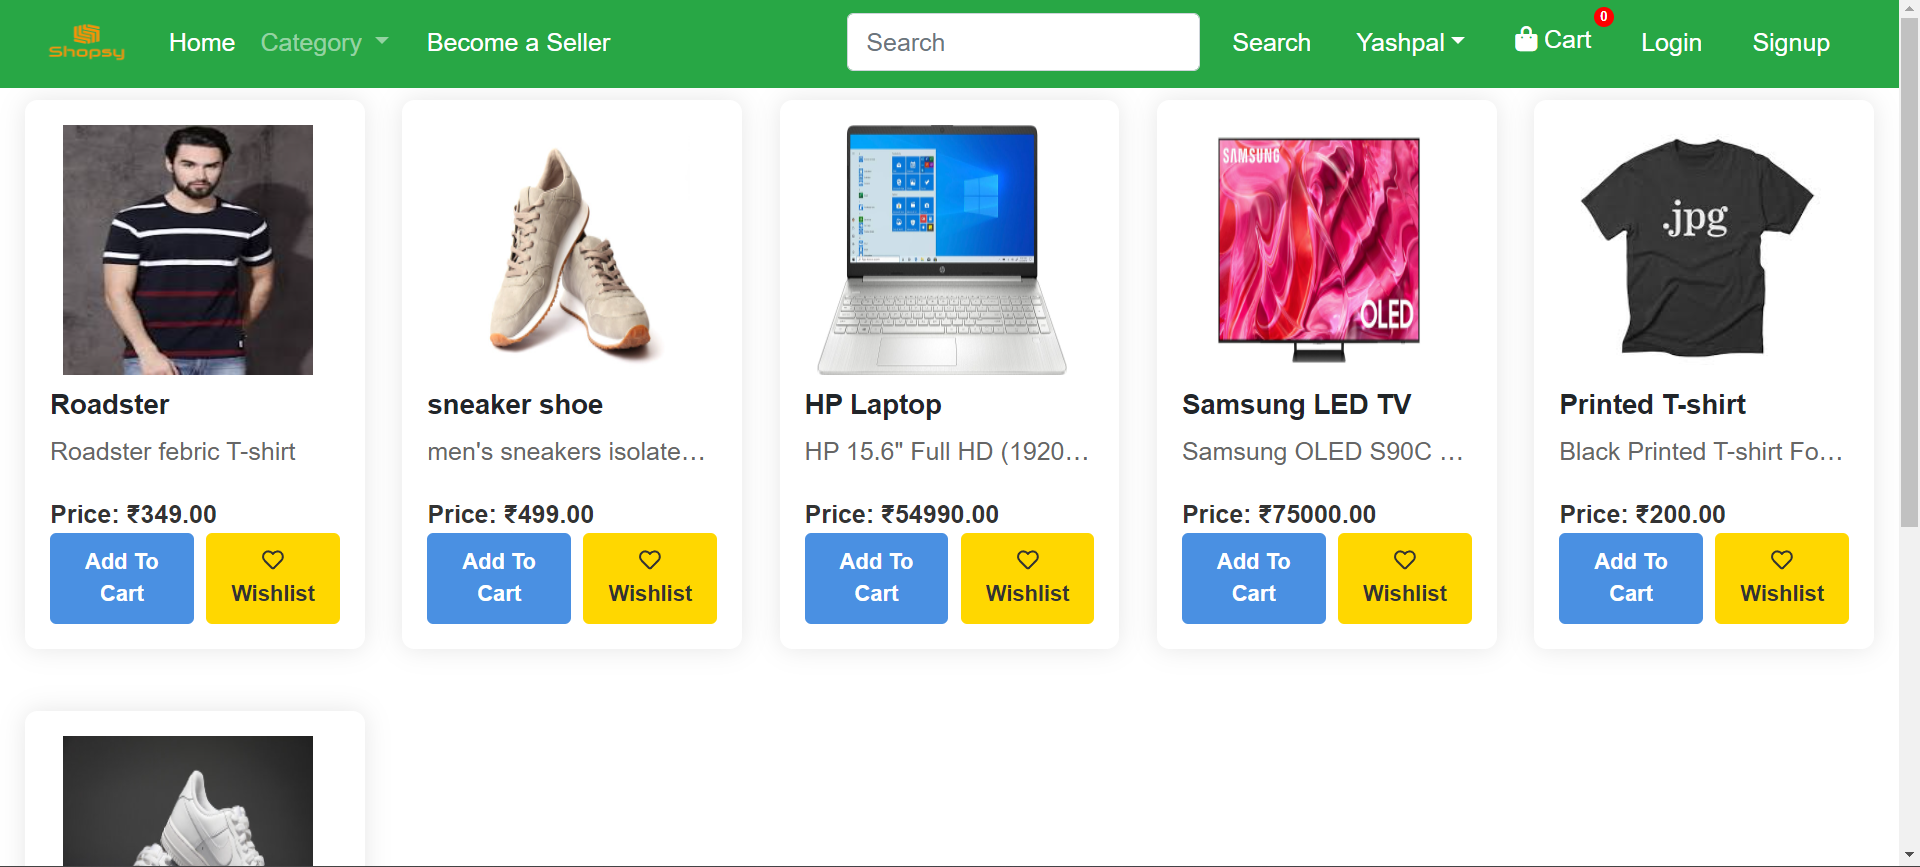 Shopsy
Home
Category
Become a Seller
Search
Search
Yashpal
Cart
0
Login
Signup
SAMSUNG
OLED
.jpg
Roadster
Roadster febric T-shirt
Price: ₹349.00
Add To
Cart
Wishlist
sneaker shoe
men's sneakers isolate...
Price: ₹499.00
Add To
Cart
Wishlist
HP Laptop
HP 15.6" Full HD (1920...
Price: ₹54990.00
Add To
Cart
Wishlist
Samsung LED TV
Samsung OLED S90C ...
Price: ₹75000.00
Add To
Cart
Wishlist
Printed T-shirt
Black Printed T-shirt Fo...
Price: ₹200.00
Add To
Cart
Wishlist